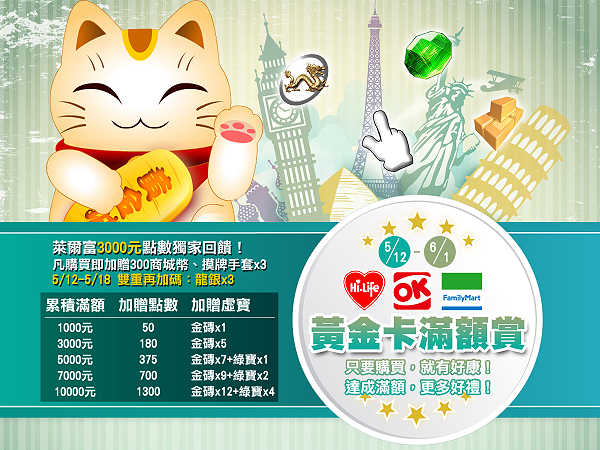 萊爾富3000元點數獨家回饋！
凡購買即加贈300商城幣、摸牌手套x3
5/12-5/18 雙重再加碼：龍銀x3
累積滿額 加贈點數 加贈虛寶
1000元 50 金磚x1
3000元 180 金磚x5
5000元 375 金磚x7+綠寶x1
7000元 700 金磚x9+綠寶x2
10000元 1300 金磚x12+綠寶x4
5/12 - 6/1
Hi-Life OK FamilyMart
黃金卡滿額賞
只要購買，就有好康！
達成滿額，更多好禮！